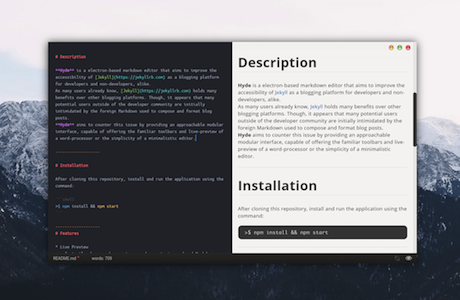 # Description
**Hyde** is a electron-based markdown editor that aims to improve the
accessibility of [Jekyll](https://jekyllrb.com) as a blogging platform
for developers and non-developers, alike.
As many users already know, [Jekyll](https://jekyllrb.com) holds many
benefits over other blogging platforms. Though, it appears that many
potential users outside of the developer community are initially
intimidated by the foreign Markdown used to compose and format blog
posts.
**Hyde** aims to counter this issue by providing an approachable modular
interface, capable of offering the familiar toolbars and live-preview of
a word-processor or the simplicity of a minimalistic editor.
# Installation
After cloning this repository, install and run the application using the
command:
>$ npm install && npm start
# Features
* Live Preview
README.md *
words: 709
Description
Hyde is a electron-based markdown editor that aims to improve the
accessibility of Jekyll as a blogging platform for developers and non-
developers, alike.
As many users already know, Jekyll holds many benefits over other
blogging platforms. Though, it appears that many potential users
outside of the developer community are initially intimidated by the
foreign Markdown used to compose and format blog posts.
Hyde aims to counter this issue by providing an approachable
modular interface, capable of offering the familiar toolbars and live-
preview of a word-processor or the simplicity of a minimalistic
editor.
Installation
After cloning this repository, install and run the application using the
command:
>$ npm install && npm start